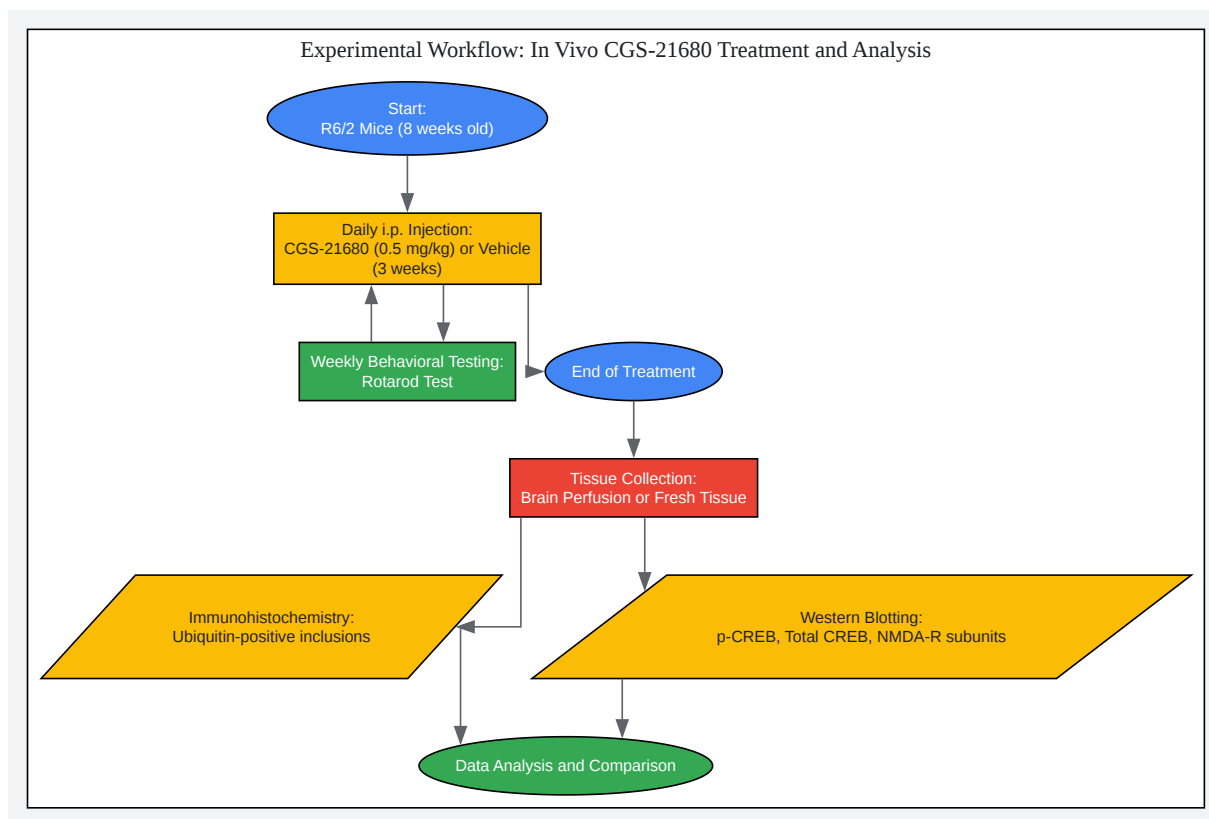 Experimental Workflow: In Vivo CGS-21680 Treatment and Analysis
Start:
R6/2 Mice (8 weeks old)
Daily i.p. Injection:
CGS-21680 (0.5 mg/kg) or Vehicle
(3 weeks)
Weekly Behavioral Testing:
Rotarod Test
End of Treatment
Tissue Collection:
Brain Perfusion or Fresh Tissue
Immunohistochemistry:
Ubiquitin-positive inclusions
Western Blotting:
p-CREB, Total CREB, NMDA-R subunits
Data Analysis and Comparison